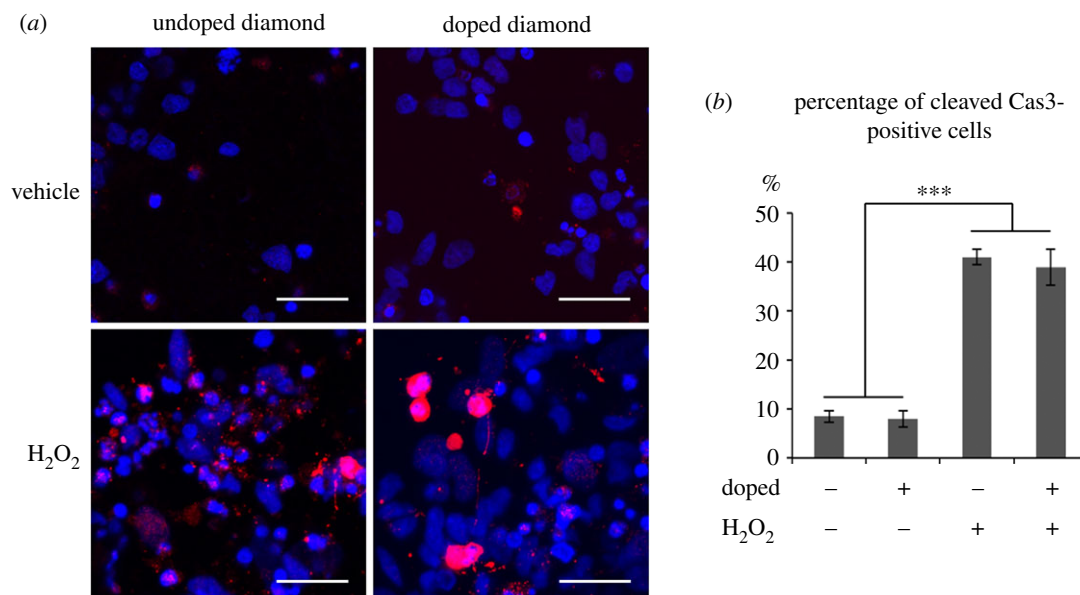 (a)
undoped diamond
doped diamond
vehicle
H₂O₂
(b)
percentage of cleaved Cas3-
positive cells
%
***
50
40
30
20
10
0
doped – + – +
H₂O₂ – – + +